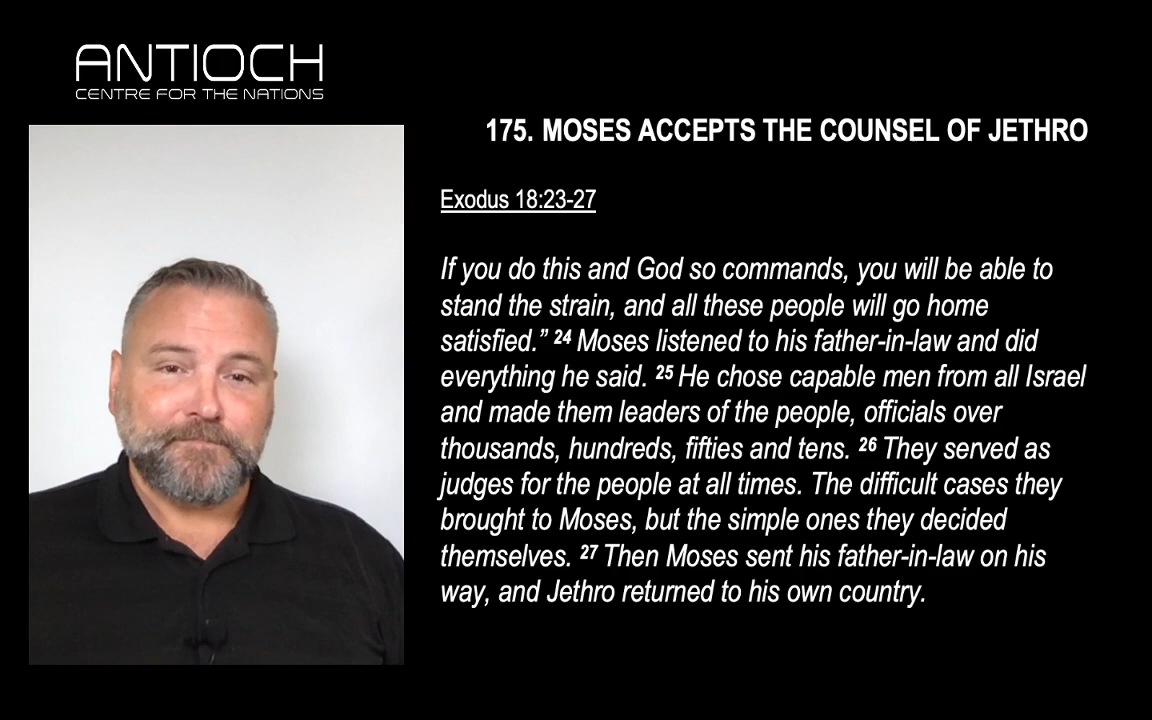 ANTIOCH
CENTRE FOR THE NATIONS
175. MOSES ACCEPTS THE COUNSEL OF JETHRO
Exodus 18:23-27
If you do this and God so commands, you will be able to
stand the strain, and all these people will go home
satisfied.” 24 Moses listened to his father-in-law and did
everything he said. 25 He chose capable men from all Israel
and made them leaders of the people, officials over
thousands, hundreds, fifties and tens. 26 They served as
judges for the people at all times. The difficult cases they
brought to Moses, but the simple ones they decided
themselves. 27 Then Moses sent his father-in-law on his
way, and Jethro returned to his own country.